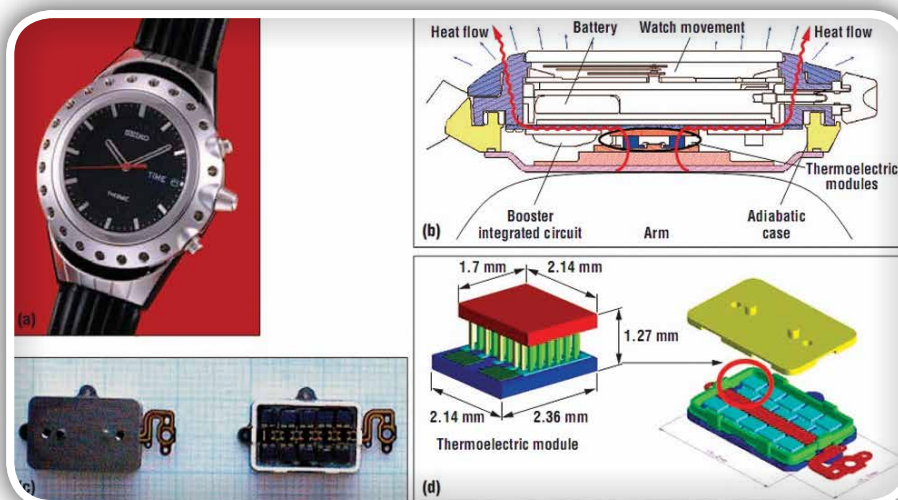 SEIKO
TIME
THERMIC
(a)
Heat flow
Battery
Watch movement
Heat flow
Thermoelectric
modules
Booster
integrated circuit
Arm
Adiabatic
case
(b)
(c)
1.7 mm
2.14 mm
1.27 mm
2.14 mm
2.36 mm
Thermoelectric module
(d)